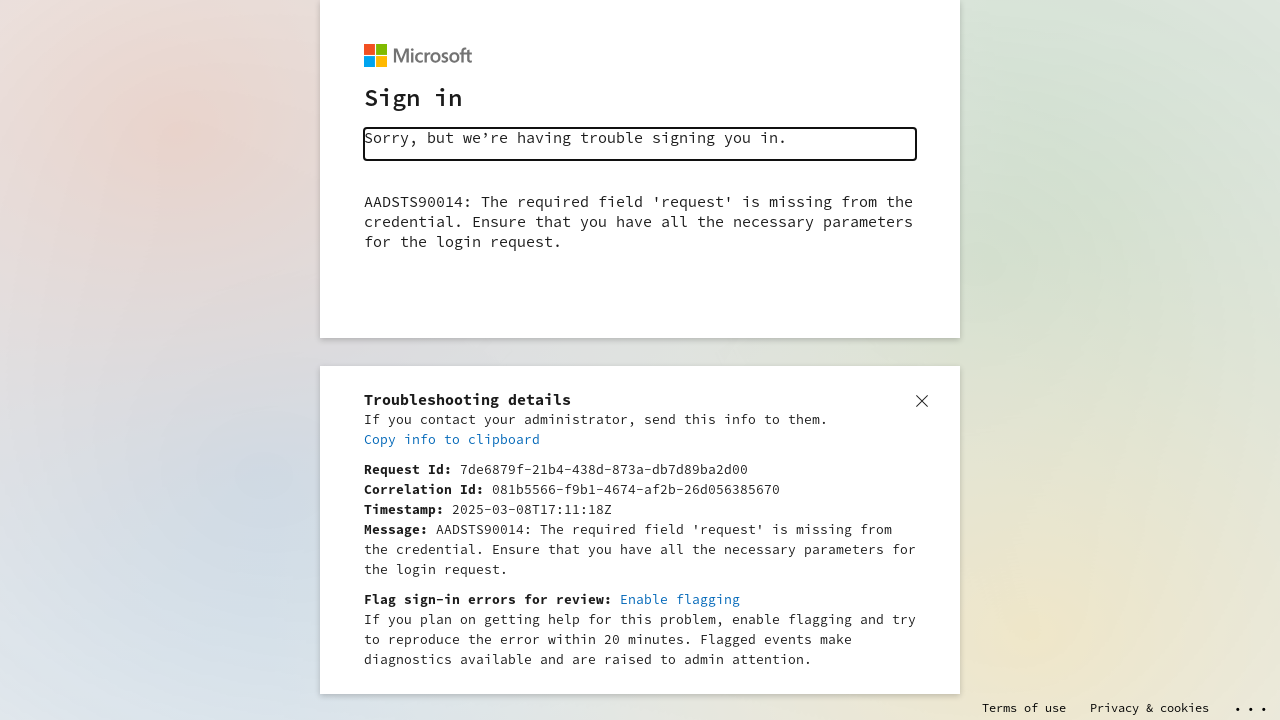 Microsoft
Sign in
Sorry, but we’re having trouble signing you in.
AADSTS90014: The required field 'request' is missing from the
credential. Ensure that you have all the necessary parameters
for the login request.
Troubleshooting details
If you contact your administrator, send this info to them.
Copy info to clipboard
Request Id: 7de6879f-21b4-438d-873a-db7d89ba2d00
Correlation Id: 081b5566-f9b1-4674-af2b-26d056385670
Timestamp: 2025-03-08T17:11:18Z
Message: AADSTS90014: The required field 'request' is missing from
the credential. Ensure that you have all the necessary parameters for
the login request.
Flag sign-in errors for review: Enable flagging
If you plan on getting help for this problem, enable flagging and try
to reproduce the error within 20 minutes. Flagged events make
diagnostics available and are raised to admin attention.
Terms of use Privacy & cookies ...